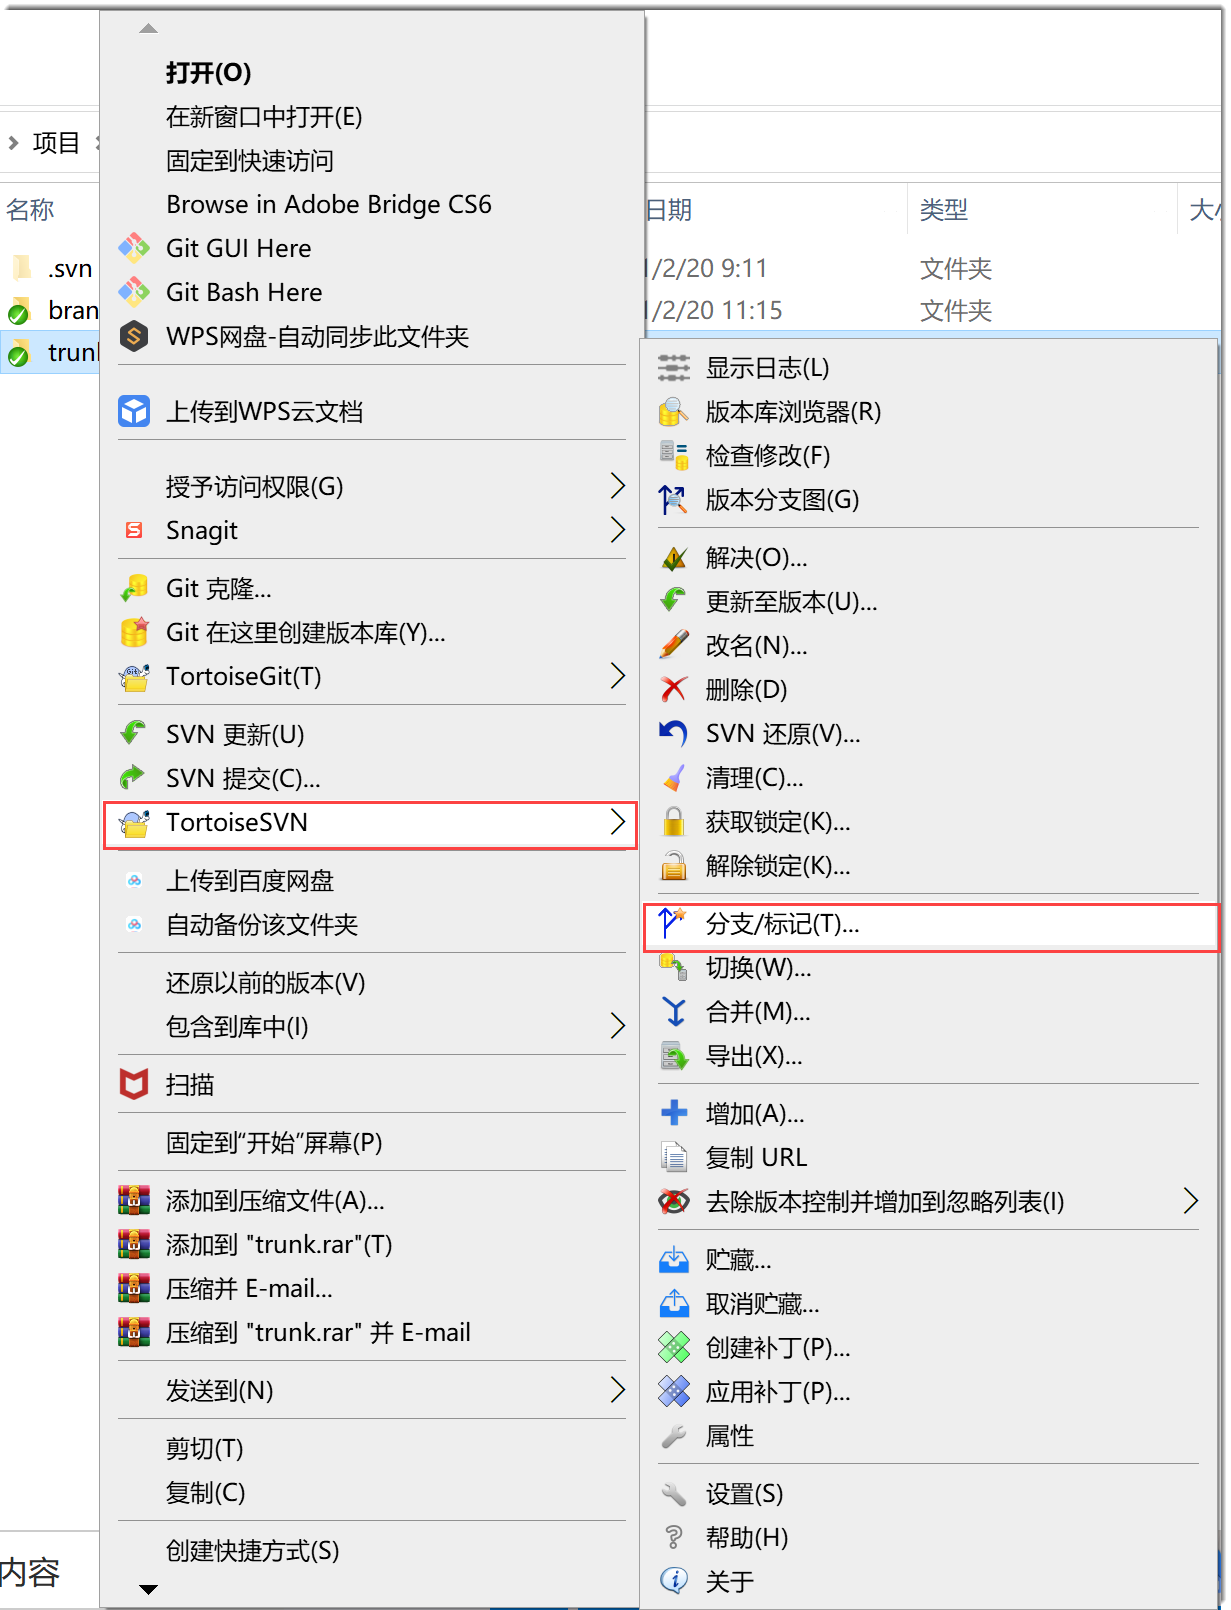 项目
名称
日期
类型
大小
.svn
/2/20 9:11
文件夹
bran
/2/20 11:15
文件夹
trunk
内容
打开(O)
在新窗口中打开(E)
固定到快速访问
Browse in Adobe Bridge CS6
Git GUI Here
Git Bash Here
WPS网盘-自动同步此文件夹
上传到WPS云文档
授予访问权限(G)
Snagit
Git 克隆...
Git 在这里创建版本库(Y)...
TortoiseGit(T)
SVN 更新(U)
SVN 提交(C)...
TortoiseSVN
上传到百度网盘
自动备份该文件夹
还原以前的版本(V)
包含到库中(I)
扫描
固定到“开始”屏幕(P)
添加到压缩文件(A)...
添加到 "trunk.rar"(T)
压缩并 E-mail...
压缩到 "trunk.rar" 并 E-mail
发送到(N)
剪切(T)
复制(C)
创建快捷方式(S)
显示日志(L)
版本库浏览器(R)
检查修改(F)
版本分支图(G)
解决(O)...
更新至版本(U)...
改名(N)...
删除(D)
SVN 还原(V)...
清理(C)...
获取锁定(K)...
解除锁定(K)...
分支/标记(T)...
切换(W)...
合并(M)...
导出(X)...
增加(A)...
复制 URL
去除版本控制并增加到忽略列表(I)
贮藏...
取消贮藏...
创建补丁(P)...
应用补丁(P)...
属性
设置(S)
帮助(H)
关于